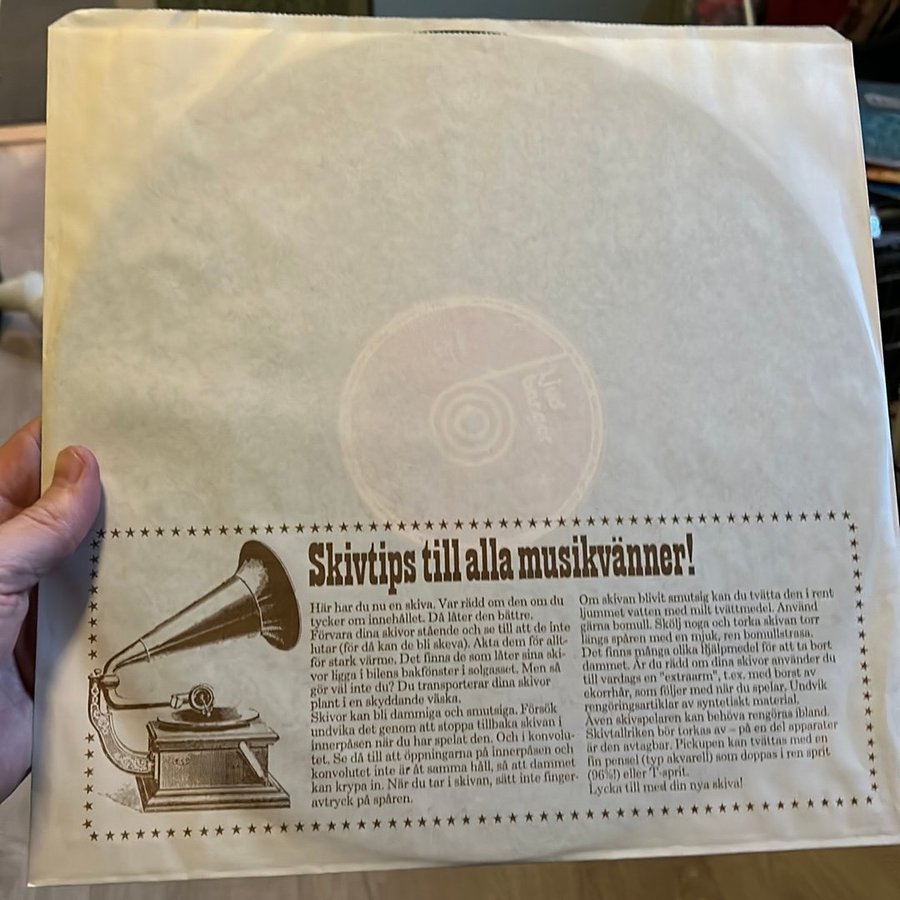 Skivtips till alla musikvänner!
Här har du nu en skiva. Var rädd om den om du
tycker om innehållet. Då låter den bättre.
Förvara dina skivor stående och se till att de inte
lutar (för då kan de bli skeva). Akta dem för allt-
för stark värme. Det finns de som låter sina ski-
vor ligga i bilens bakfönster i solgasset. Men så
gör väl inte du? Du transporterar dina skivor
plant i en skyddande väska.
Skivor kan bli dammiga och smutsiga. Försök
undvika det genom att stoppa tillbaka skivan i
innerpåsen när du har spelat den. Och i konvolu-
tet. Se då till att öppningarna på innerpåsen och
konvolutet inte är åt samma håll, så att dammet
kan krypa in. När du tar i skivan, sätt inte finger-
avtryck på spåren.
Om skivan blivit smutsig kan du tvätta den i rent
ljummet vatten med milt tvättmedel. Använd
gärna bomull. Skölj noga och torka skivan torr
längs spåren med en mjuk, ren bomullstrasa.
Det finns många olika hjälpmedel för att ta bort
dammet. Är du rädd om dina skivor använder du
till vardags en "extraarm", t.ex. med borst av
ekorrhår, som följer med när du spelar. Undvik
rengöringsartiklar av syntetiskt material.
Även skivspelaren kan behöva rengöras ibland.
Skivtallriken bör torkas av – på en del apparater
är den avtagbar. Pickupen kan tvättas med en
fin pensel (typ akvarell) som doppas i ren sprit
(96%) eller T-sprit.
Lycka till med din nya skiva!